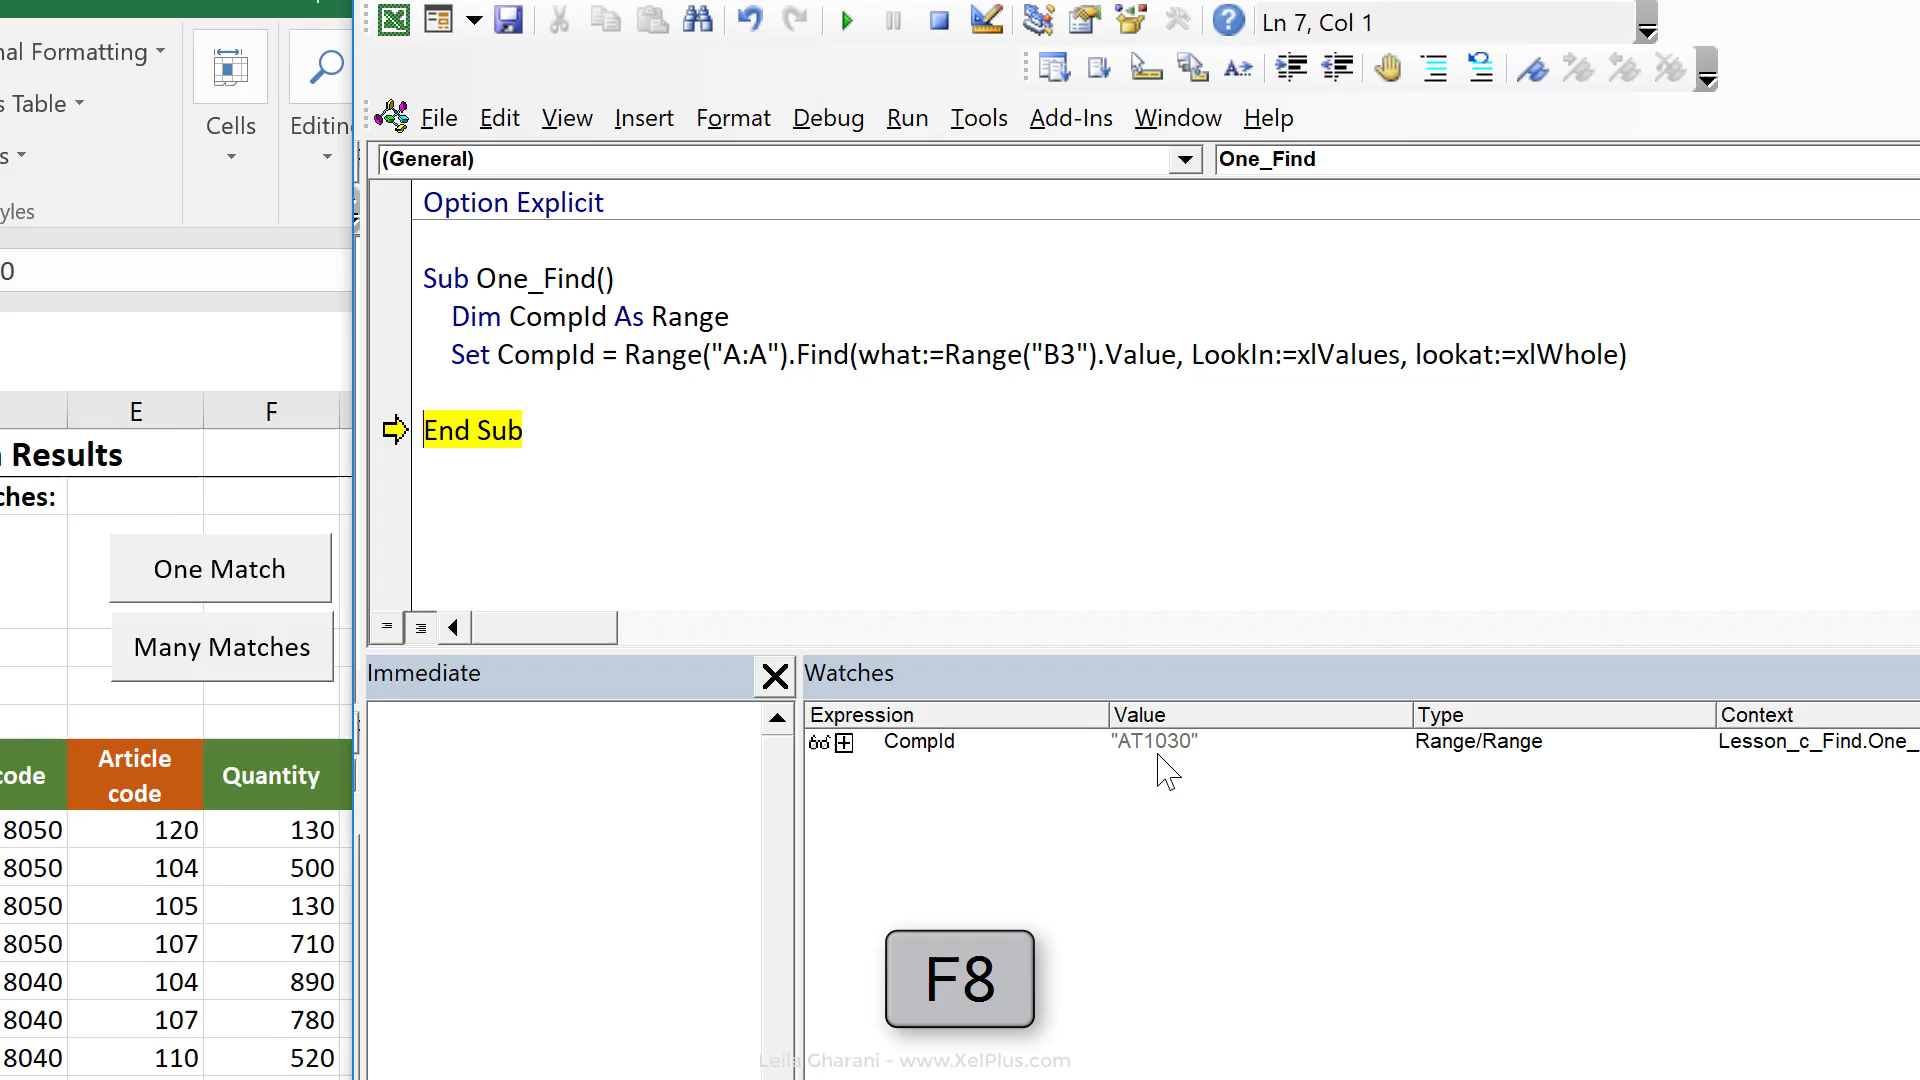 nal Formatting
s Table
s
yles
Cells
Editin
0
Ln 7, Col 1
File Edit View Insert Format Debug Run Tools Add-Ins Window Help
(General)
One_Find
Option Explicit
Sub One_Find()
Dim CompId As Range
Set CompId = Range("A:A").Find(what:=Range("B3").Value, LookIn:=xlValues, lookat:=xlWhole)
End Sub
E F
Results
ches:
One Match
Many Matches
code Article code Quantity
8050 120 130
8050 104 500
8050 105 130
8050 107 710
8040 104 890
8040 107 780
8040 110 520
Immediate
Watches
Expression Value Type Context
CompId "AT1030" Range/Range Lesson_c_Find.One_
F8
Leila Gharani - www.XelPlus.com